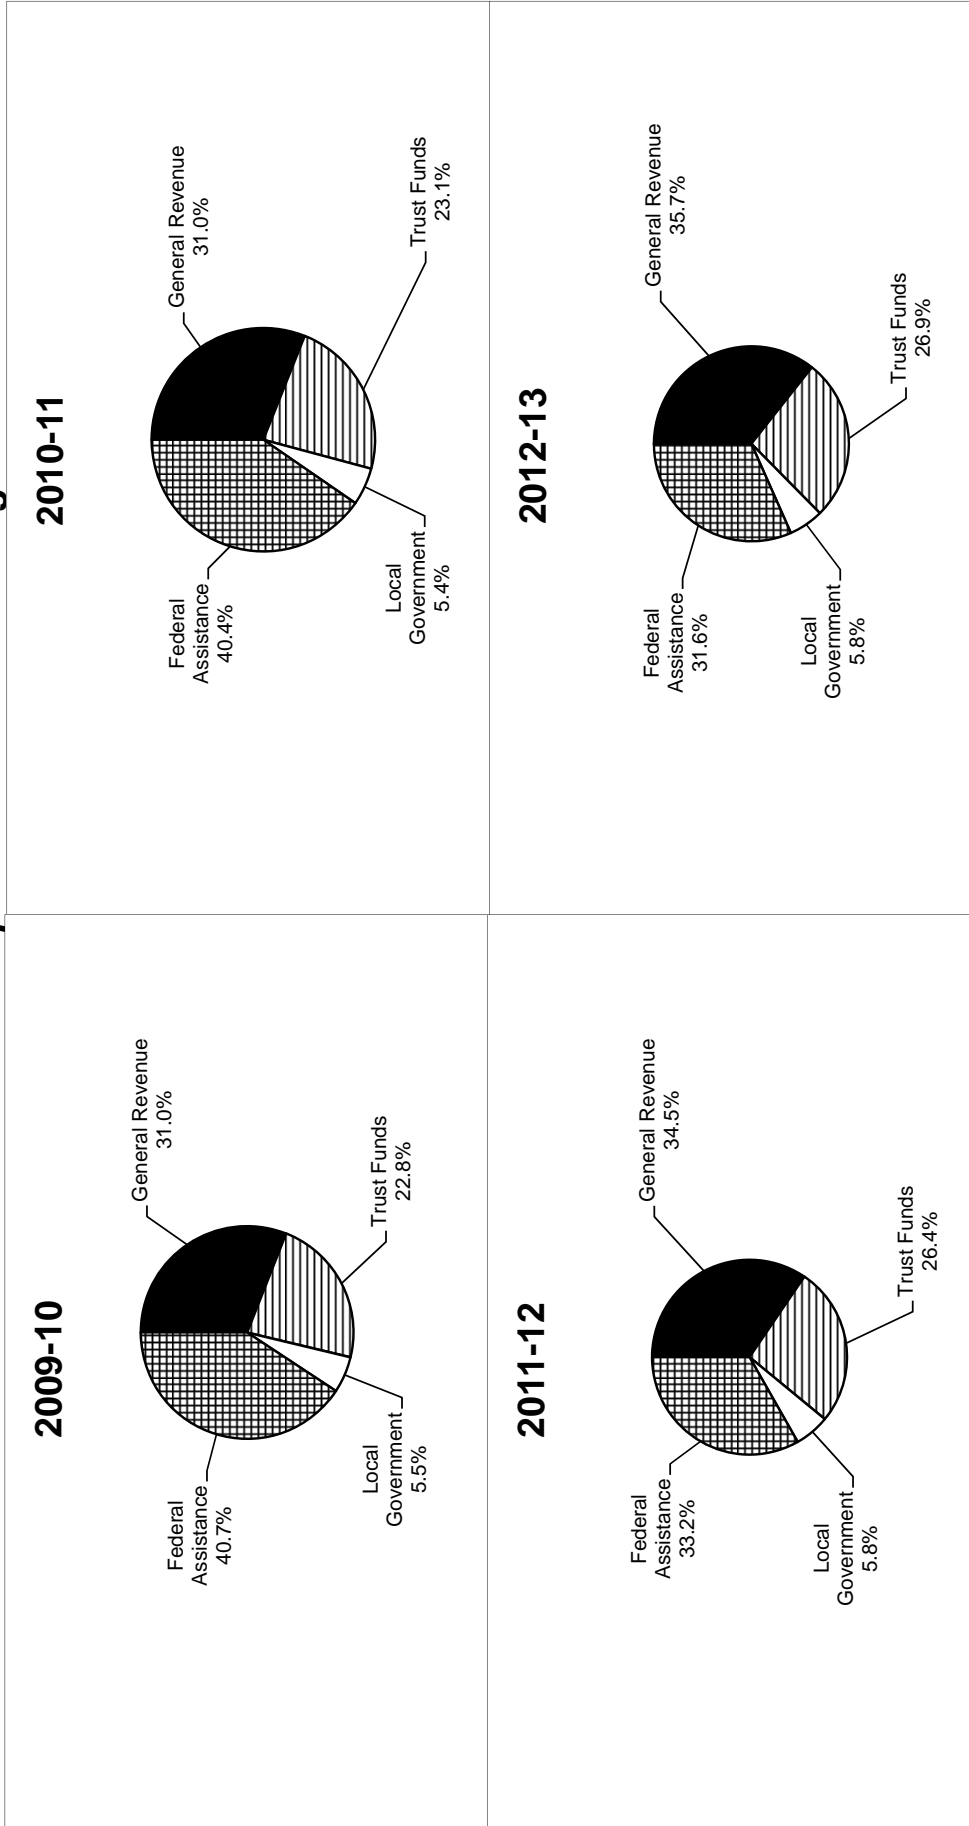 2009-10
General Revenue
31.0%
Trust Funds
22.8%
Local
Government
5.5%
Federal
Assistance
40.7%
2010-11
General Revenue
31.0%
Trust Funds
23.1%
Local
Government
5.4%
Federal
Assistance
40.4%
2011-12
General Revenue
34.5%
Trust Funds
26.4%
Local
Government
5.8%
Federal
Assistance
33.2%
2012-13
General Revenue
35.7%
Trust Funds
26.9%
Local
Government
5.8%
Federal
Assistance
31.6%